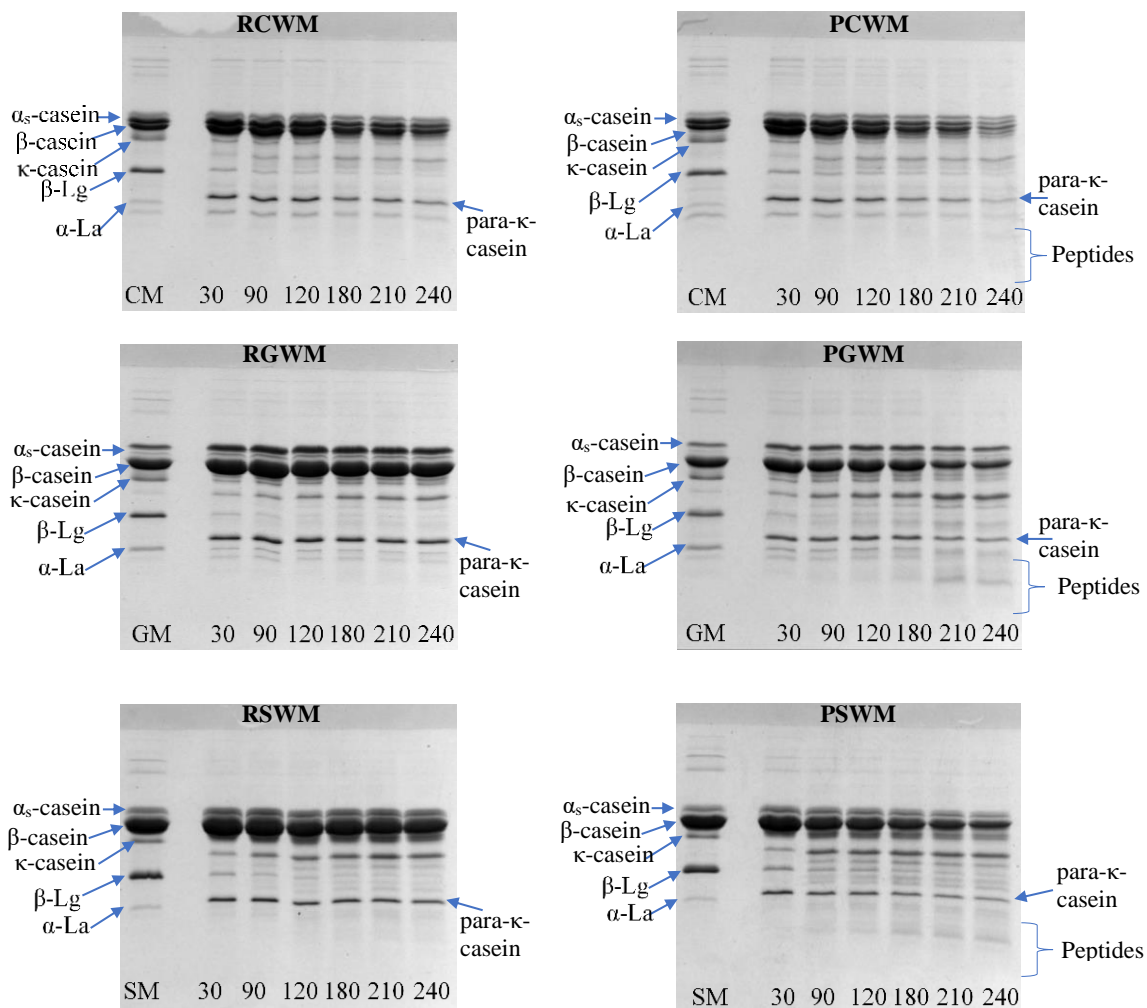 RCWM
αs-casein
β-cascin
κ-cascin
β-Lg
α-La
para-κ-
casein
CM 30 90 120 180 210 240
PCWM
αs-casein
β-casein
κ-casein
β-Lg
α-La
para-κ-
casein
Peptides
CM 30 90 120 180 210 240
RGWM
αs-casein
β-casein
κ-casein
β-Lg
α-La
para-κ-
casein
GM 30 90 120 180 210 240
PGWM
αs-casein
β-casein
κ-casein
β-Lg
α-La
para-κ-
casein
Peptides
GM 30 90 120 180 210 240
RSWM
αs-casein
β-casein
κ-casein
β-Lg
α-La
para-κ-
casein
SM 30 90 120 180 210 240
PSWM
αs-casein
β-casein
κ-casein
β-Lg
α-La
para-κ-
casein
Peptides
SM 30 90 120 180 210 240